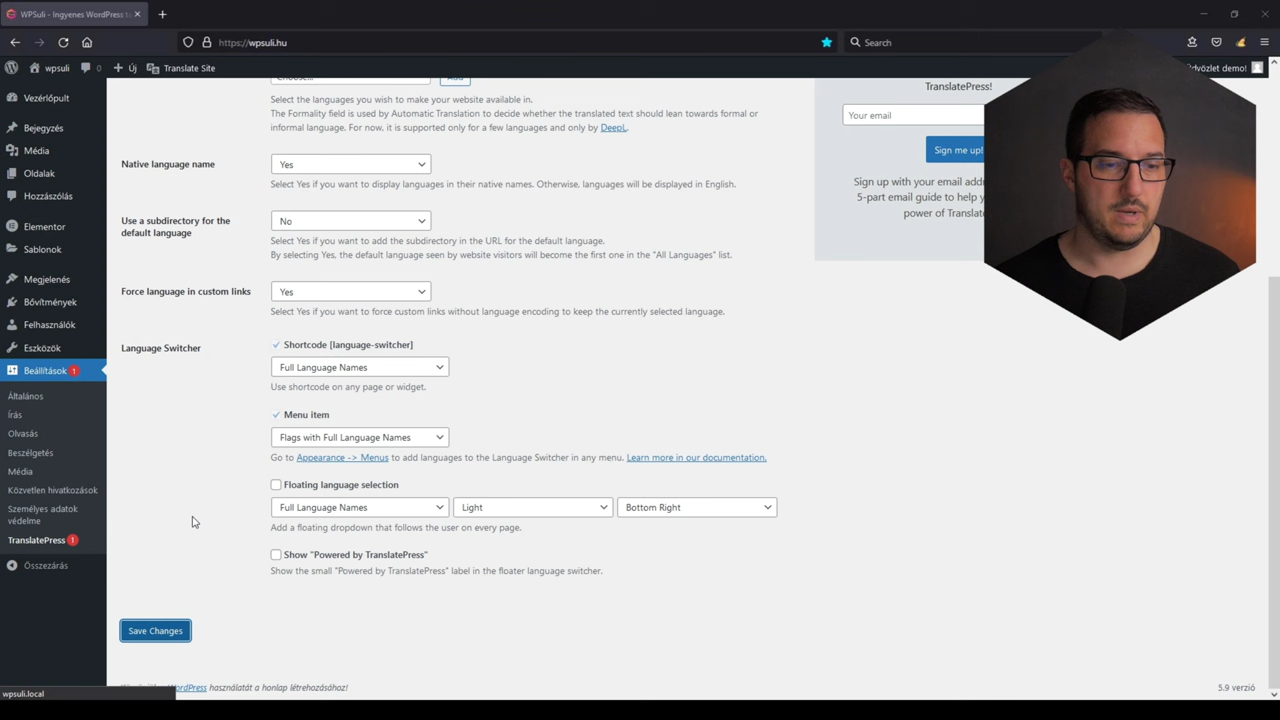 WPSuli - Ingyenes WordPress t
https://wpsuli.hu
Search
wpsuli
0
Új
Translate Site
dvözlet demo!
Vezérlőpult
Bejegyzés
Média
Oldalak
Hozzászólás
Elementor
Sablonok
Megjelenés
Bővítmények
Felhasználók
Eszközök
Beállítások 1
Általános
Írás
Olvasás
Beszélgetés
Média
Közvetlen hivatkozások
Személyes adatok
védelme
TranslatePress 1
Összezárás
Choose...
Add
Select the languages you wish to make your website available in.
The Formality field is used by Automatic Translation to decide whether the translated text should lean towards formal or
informal language. For now, it is supported only for a few languages and only by DeepL.
Native language name
Yes
Select Yes if you want to display languages in their native names. Otherwise, languages will be displayed in English.
Use a subdirectory for the
default language
No
Select Yes if you want to add the subdirectory in the URL for the default language.
By selecting Yes, the default language seen by website visitors will become the first one in the "All Languages" list.
Force language in custom links
Yes
Select Yes if you want to force custom links without language encoding to keep the currently selected language.
Language Switcher
Shortcode [language-switcher]
Full Language Names
Use shortcode on any page or widget.
Menu item
Flags with Full Language Names
Go to Appearance -> Menus to add languages to the Language Switcher in any menu. Learn more in our documentation.
Floating language selection
Full Language Names
Light
Bottom Right
Add a floating dropdown that follows the user on every page.
Show "Powered by TranslatePress"
Show the small "Powered by TranslatePress" label in the floater language switcher.
Save Changes
TranslatePress!
Your email
Sign me up!
Sign up with your email add
5-part email guide to help y
power of Translate
wpsuli.local
WordPress használatát a honlap létrehozásához!
5.9 verzió